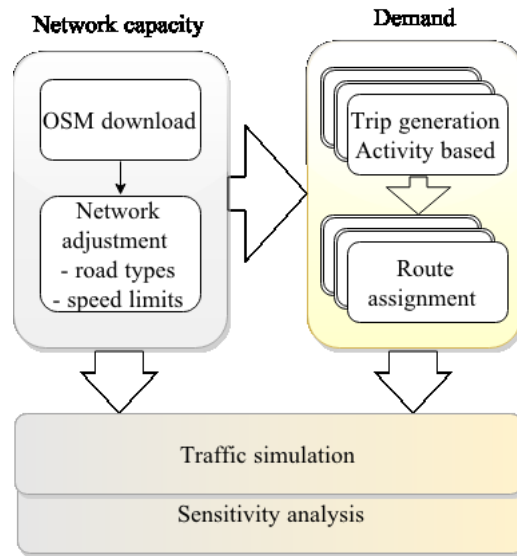 Network capacity
OSM download
Network
adjustment
- road types
- speed limits
Demand
Trip generation
Activity based
Route
assignment
Traffic simulation
Sensitivity analysis